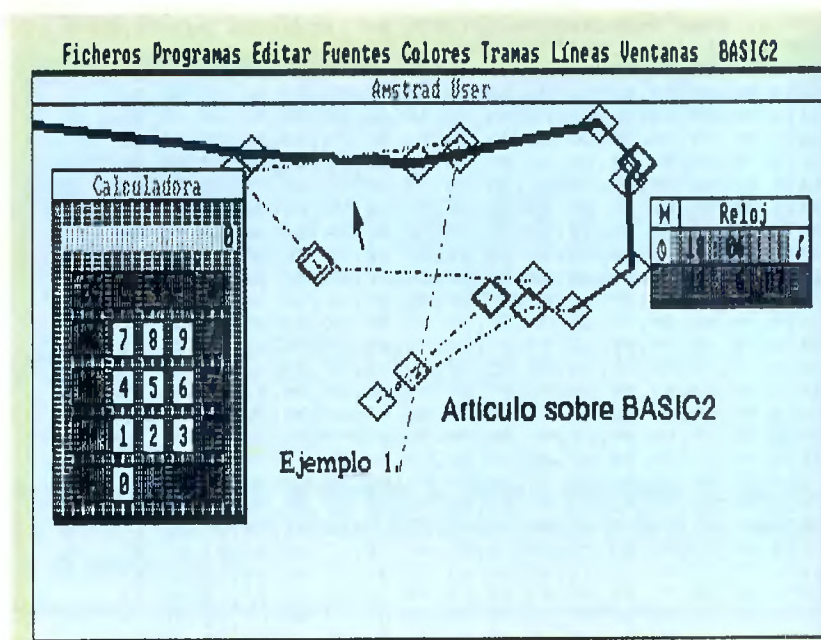 Ficheros Programas Editar Fuentes Colores Tramas Líneas Ventanas BASIC2
Amstrad User
Calculadora
0
Reloj
7 8 9
4 5 6
1 2 3
0
Artículo sobre BASIC2
Ejemplo 1.